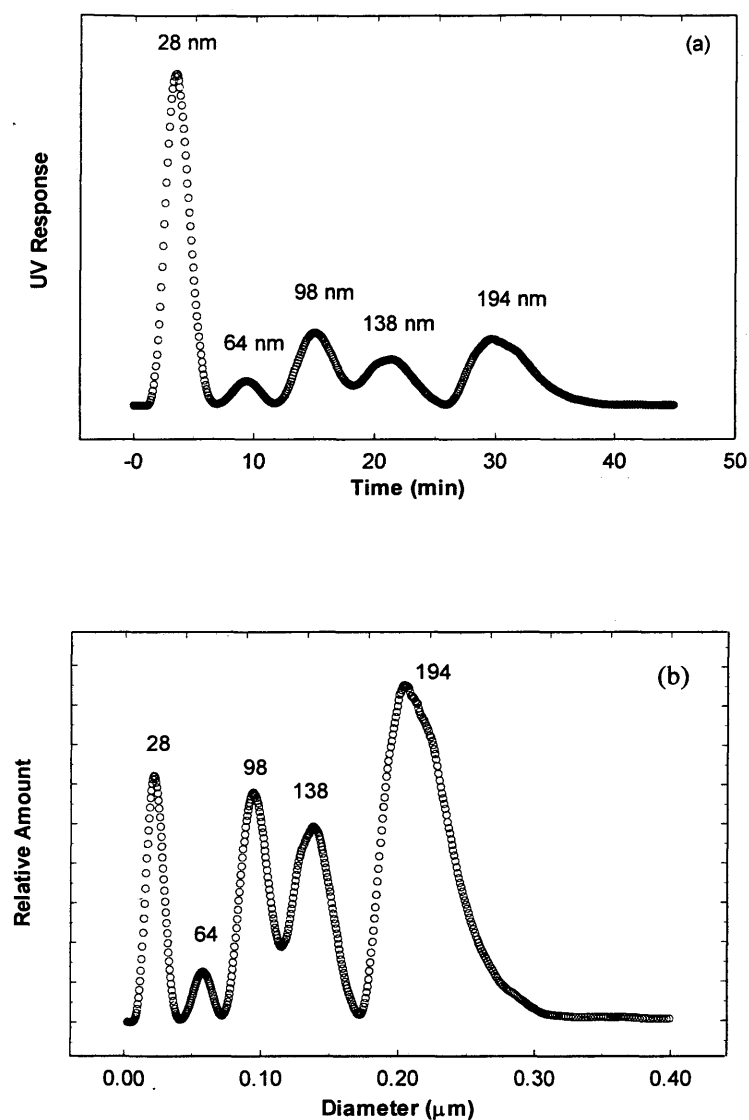 28 nm
(a)
98 nm
194 nm
138 nm
64 nm
UV Response
-0 10 20 30 40 50
Time (min)
194
(b)
28
98
138
64
Relative Amount
0.00 0.10 0.20 0.30 0.40
Diameter (μm)